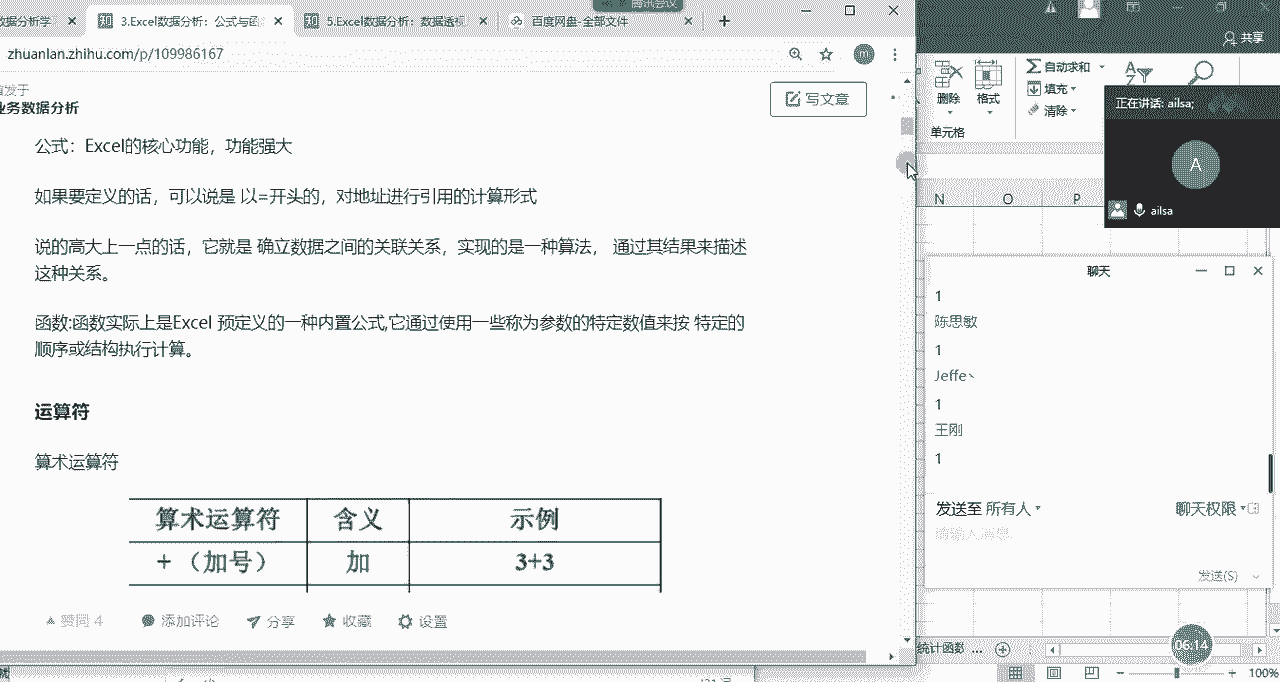 数据分析学
3.Excel数据分析：公式与函
5.Excel数据分析：数据透视
百度网盘-全部文件
腾讯会议
zhuanlan.zhihu.com/p/109986167
m
首发于
业务数据分析
写文章
公式：Excel的核心功能，功能强大
如果要定义的话，可以说是 以=开头的，对地址进行引用的计算形式
说的高大上一点的话，它就是 确立数据之间的关联关系，实现的是一种算法， 通过其结果来描述
这种关系。
函数:函数实际上是Excel 预定义的一种内置公式,它通过使用一些称为参数的特定数值来按 特定的
顺序或结构执行计算。
运算符
算术运算符
算术运算符 含义 示例
+（加号） 加 3+3
赞同 4 添加评论 分享 收藏 设置
共享
删除 格式
自动求和
填充
清除
单元格
N O P
正在讲话: ailsa;
A
ailsa
聊天
1
陈思敏
1
Jeffe丶
1
王刚
1
发送至 所有人
聊天权限
请输入消息...
发送(S)
统计函数 ...
06:14
100%